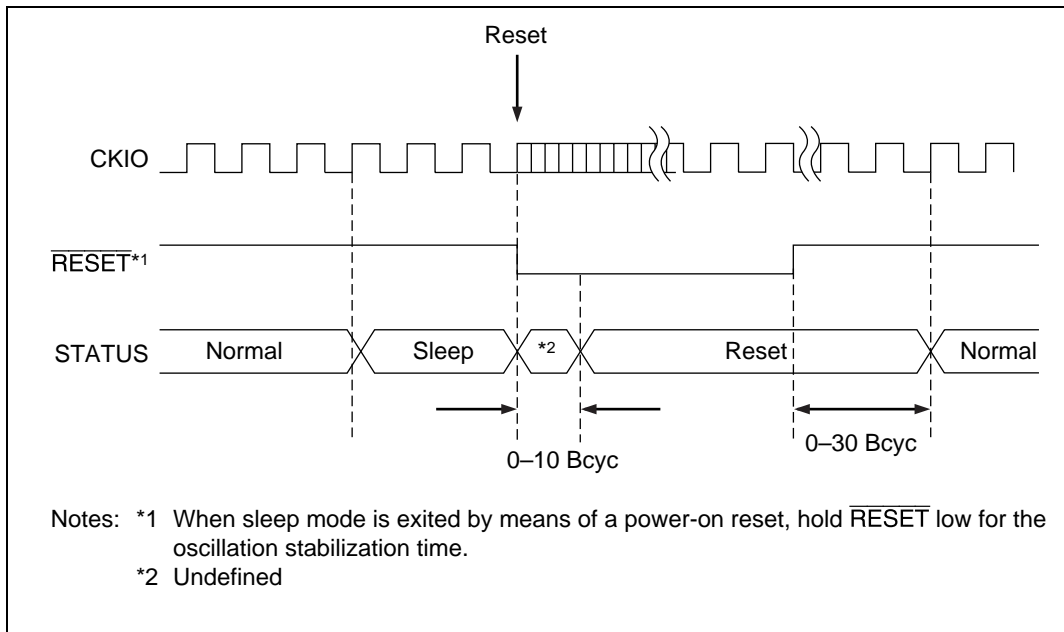 Reset
CKIO
RESET*1
STATUS Normal Sleep *2 Reset Normal
0–10 Bcyc
0–30 Bcyc
Notes: *1 When sleep mode is exited by means of a power-on reset, hold RESET low for the
oscillation stabilization time.
*2 Undefined